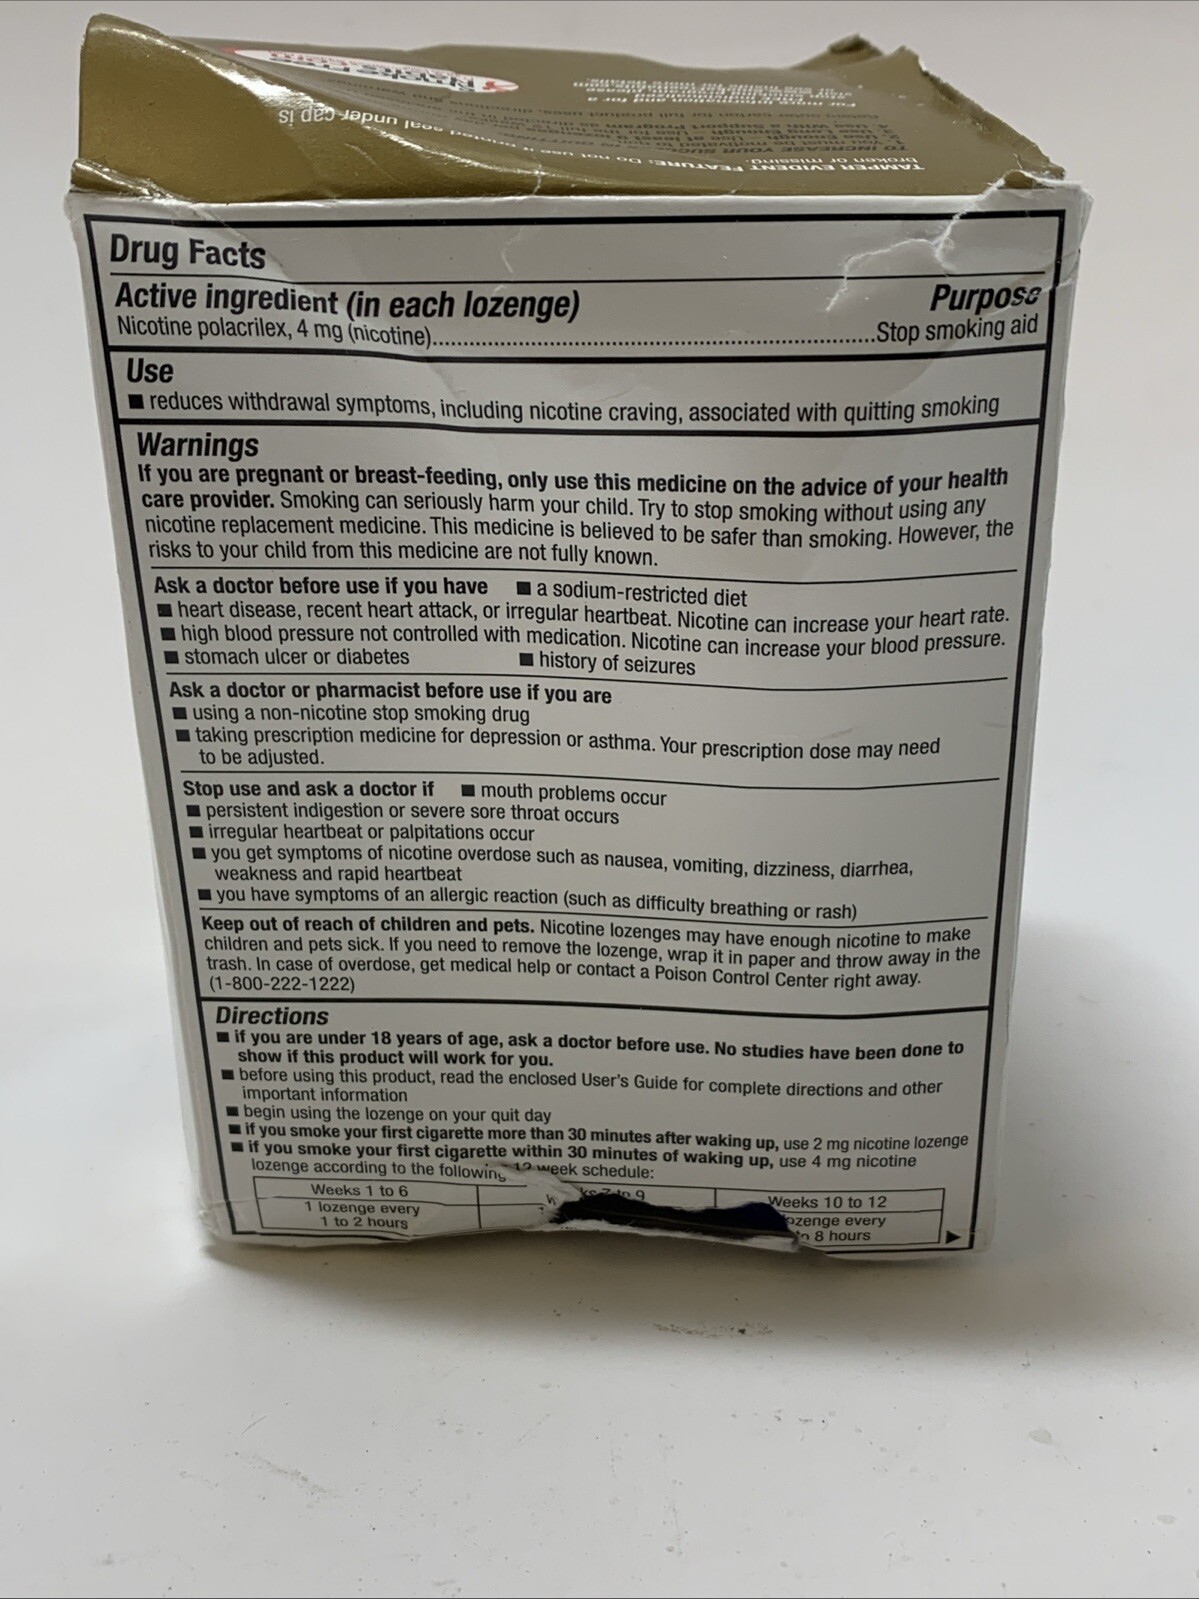 TAMPER EVIDENT FEATURE: Do not use if printed seal under cap is
broken or missing.
Drug Facts
Active ingredient (in each lozenge) Purpose
Nicotine polacrilex, 4 mg (nicotine)..........Stop smoking aid
Use
■ reduces withdrawal symptoms, including nicotine craving, associated with quitting smoking
Warnings
If you are pregnant or breast-feeding, only use this medicine on the advice of your health
care provider. Smoking can seriously harm your child. Try to stop smoking without using any
nicotine replacement medicine. This medicine is believed to be safer than smoking. However, the
risks to your child from this medicine are not fully known.
Ask a doctor before use if you have ■ a sodium-restricted diet
■ heart disease, recent heart attack, or irregular heartbeat. Nicotine can increase your heart rate.
■ high blood pressure not controlled with medication. Nicotine can increase your blood pressure.
■ stomach ulcer or diabetes ■ history of seizures
Ask a doctor or pharmacist before use if you are
■ using a non-nicotine stop smoking drug
■ taking prescription medicine for depression or asthma. Your prescription dose may need
to be adjusted.
Stop use and ask a doctor if ■ mouth problems occur
■ persistent indigestion or severe sore throat occurs
■ irregular heartbeat or palpitations occur
■ you get symptoms of nicotine overdose such as nausea, vomiting, dizziness, diarrhea,
weakness and rapid heartbeat
■ you have symptoms of an allergic reaction (such as difficulty breathing or rash)
Keep out of reach of children and pets. Nicotine lozenges may have enough nicotine to make
children and pets sick. If you need to remove the lozenge, wrap it in paper and throw away in the
trash. In case of overdose, get medical help or contact a Poison Control Center right away.
(1-800-222-1222)
Directions
■ if you are under 18 years of age, ask a doctor before use. No studies have been done to
show if this product will work for you.
■ before using this product, read the enclosed User's Guide for complete directions and other
important information
■ begin using the lozenge on your quit day
■ if you smoke your first cigarette more than 30 minutes after waking up, use 2 mg nicotine lozenge
■ if you smoke your first cigarette within 30 minutes of waking up, use 4 mg nicotine
lozenge according to the following 12 week schedule:
Weeks 1 to 6 7 to 9 Weeks 10 to 12
1 lozenge every every
1 to 2 hours 8 hours